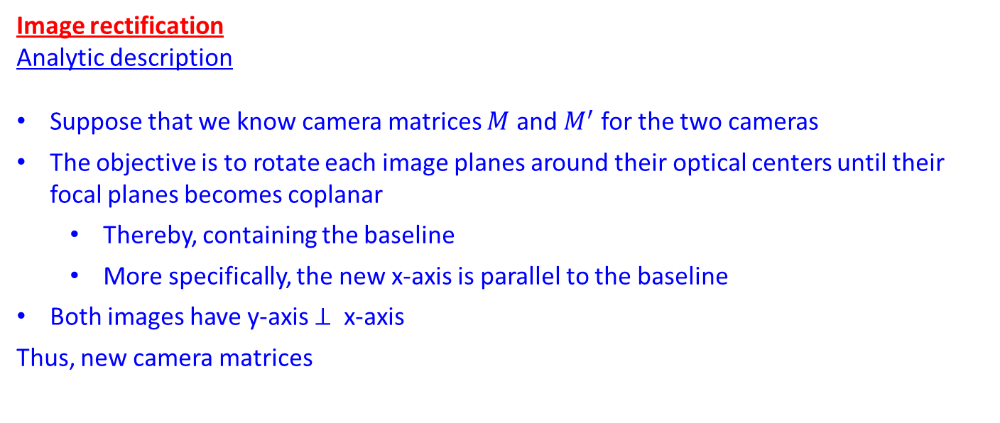 Image rectification
Analytic description
• Suppose that we know camera matrices M and M′ for the two cameras
• The objective is to rotate each image planes around their optical centers until their
focal planes becomes coplanar
• Thereby, containing the baseline
• More specifically, the new x-axis is parallel to the baseline
• Both images have y-axis ⊥ x-axis
Thus, new camera matrices